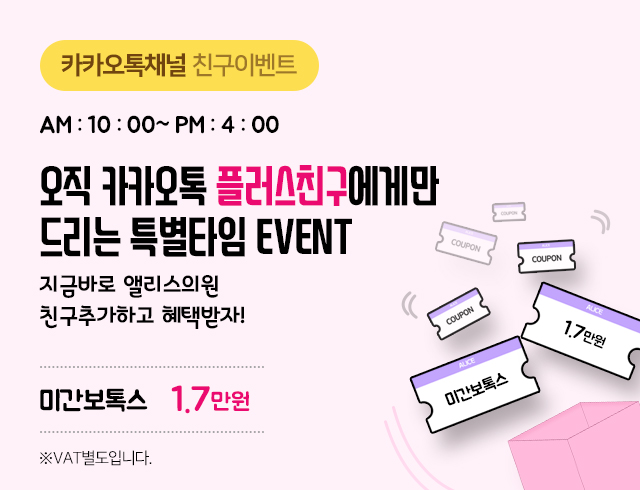 카카오톡채널 친구이벤트
AM : 10 : 00~ PM : 4 : 00
오직 카카오톡 플러스친구에게만
드리는 특별타임 EVENT
지금바로 앨리스의원
친구추가하고 혜택받자!
미간보톡스 1.7만원
※VAT별도입니다.
COUPON
COUPON
ALICE
COUPON
COUPON
ALICE
1.7만원
ALICE
미간보톡스